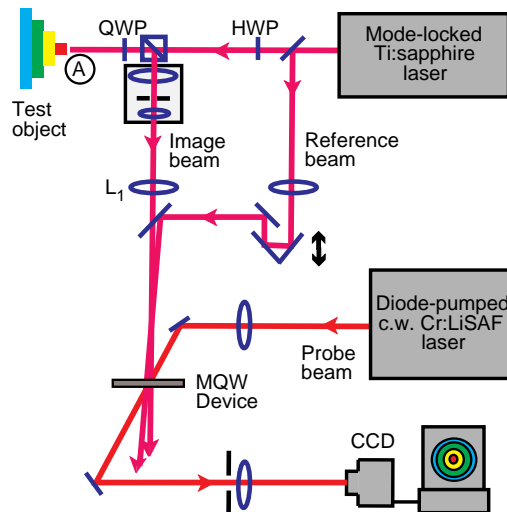 QWP
HWP
Mode-locked
Ti:sapphire
laser
A
Test
object
Image
beam
Reference
beam
L1
Diode-pumped
c.w. Cr:LiSAF
laser
Probe
beam
MQW
Device
CCD